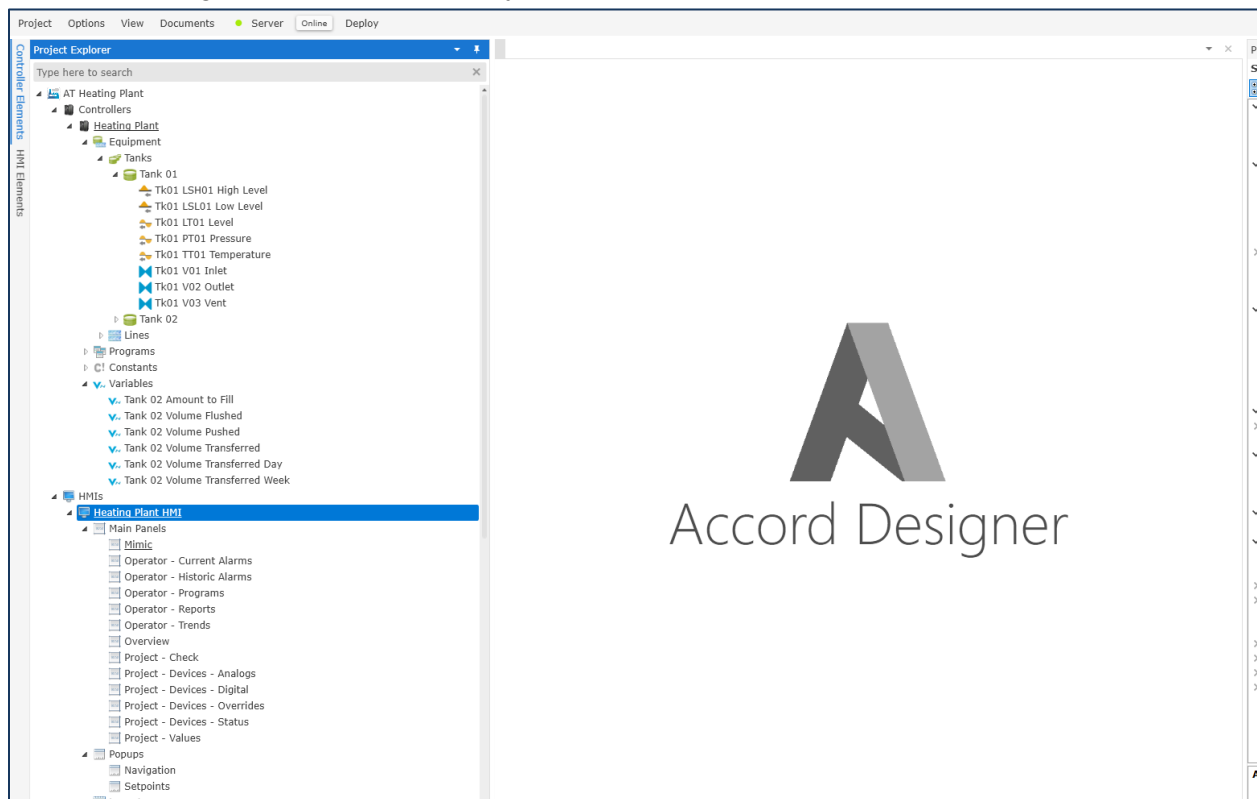 Project Options View Documents Server Online Deploy
Controller Elements
HMI Elements
Project Explorer
Type here to search
AT Heating Plant
Controllers
Heating Plant
Equipment
Tanks
Tank 01
Tk01 LSH01 High Level
Tk01 LSL01 Low Level
Tk01 LT01 Level
Tk01 PT01 Pressure
Tk01 TT01 Temperature
Tk01 V01 Inlet
Tk01 V02 Outlet
Tk01 V03 Vent
Tank 02
Lines
Programs
Constants
Variables
Tank 02 Amount to Fill
Tank 02 Volume Flushed
Tank 02 Volume Pushed
Tank 02 Volume Transferred
Tank 02 Volume Transferred Day
Tank 02 Volume Transferred Week
HMIs
Heating Plant HMI
Main Panels
Mimic
Operator - Current Alarms
Operator - Historic Alarms
Operator - Programs
Operator - Reports
Operator - Trends
Overview
Project - Check
Project - Devices - Analogs
Project - Devices - Digital
Project - Devices - Overrides
Project - Devices - Status
Project - Values
Popups
Navigation
Setpoints
Accord Designer